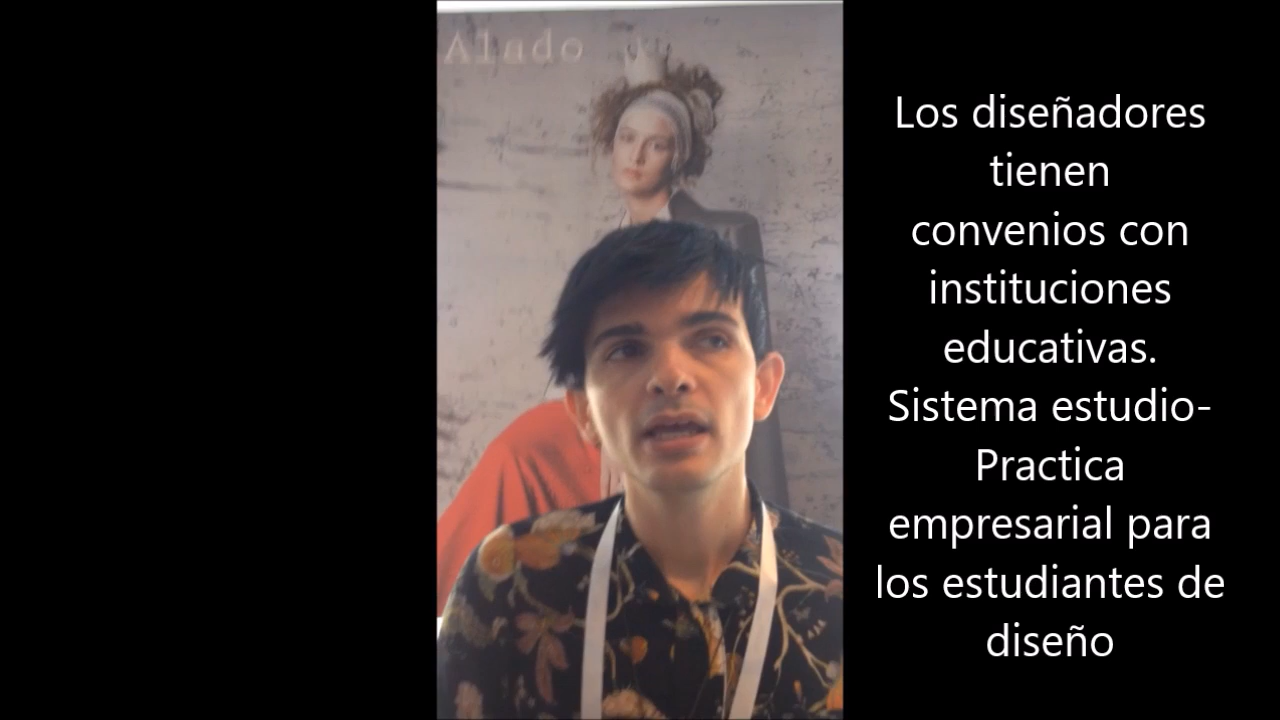 Alado
Los diseñadores
tienen
convenios con
instituciones
educativas.
Sistema estudio-
Practica
empresarial para
los estudiantes de
diseño